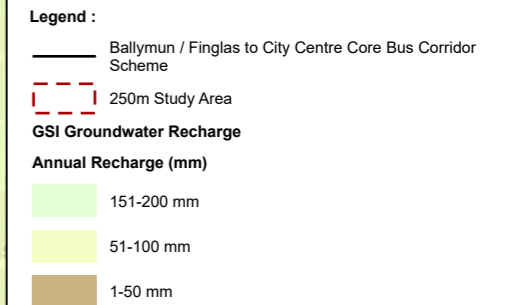 Legend :
Ballymun / Finglas to City Centre Core Bus Corridor
Scheme
250m Study Area
GSI Groundwater Recharge
Annual Recharge (mm)
151-200 mm
51-100 mm
1-50 mm